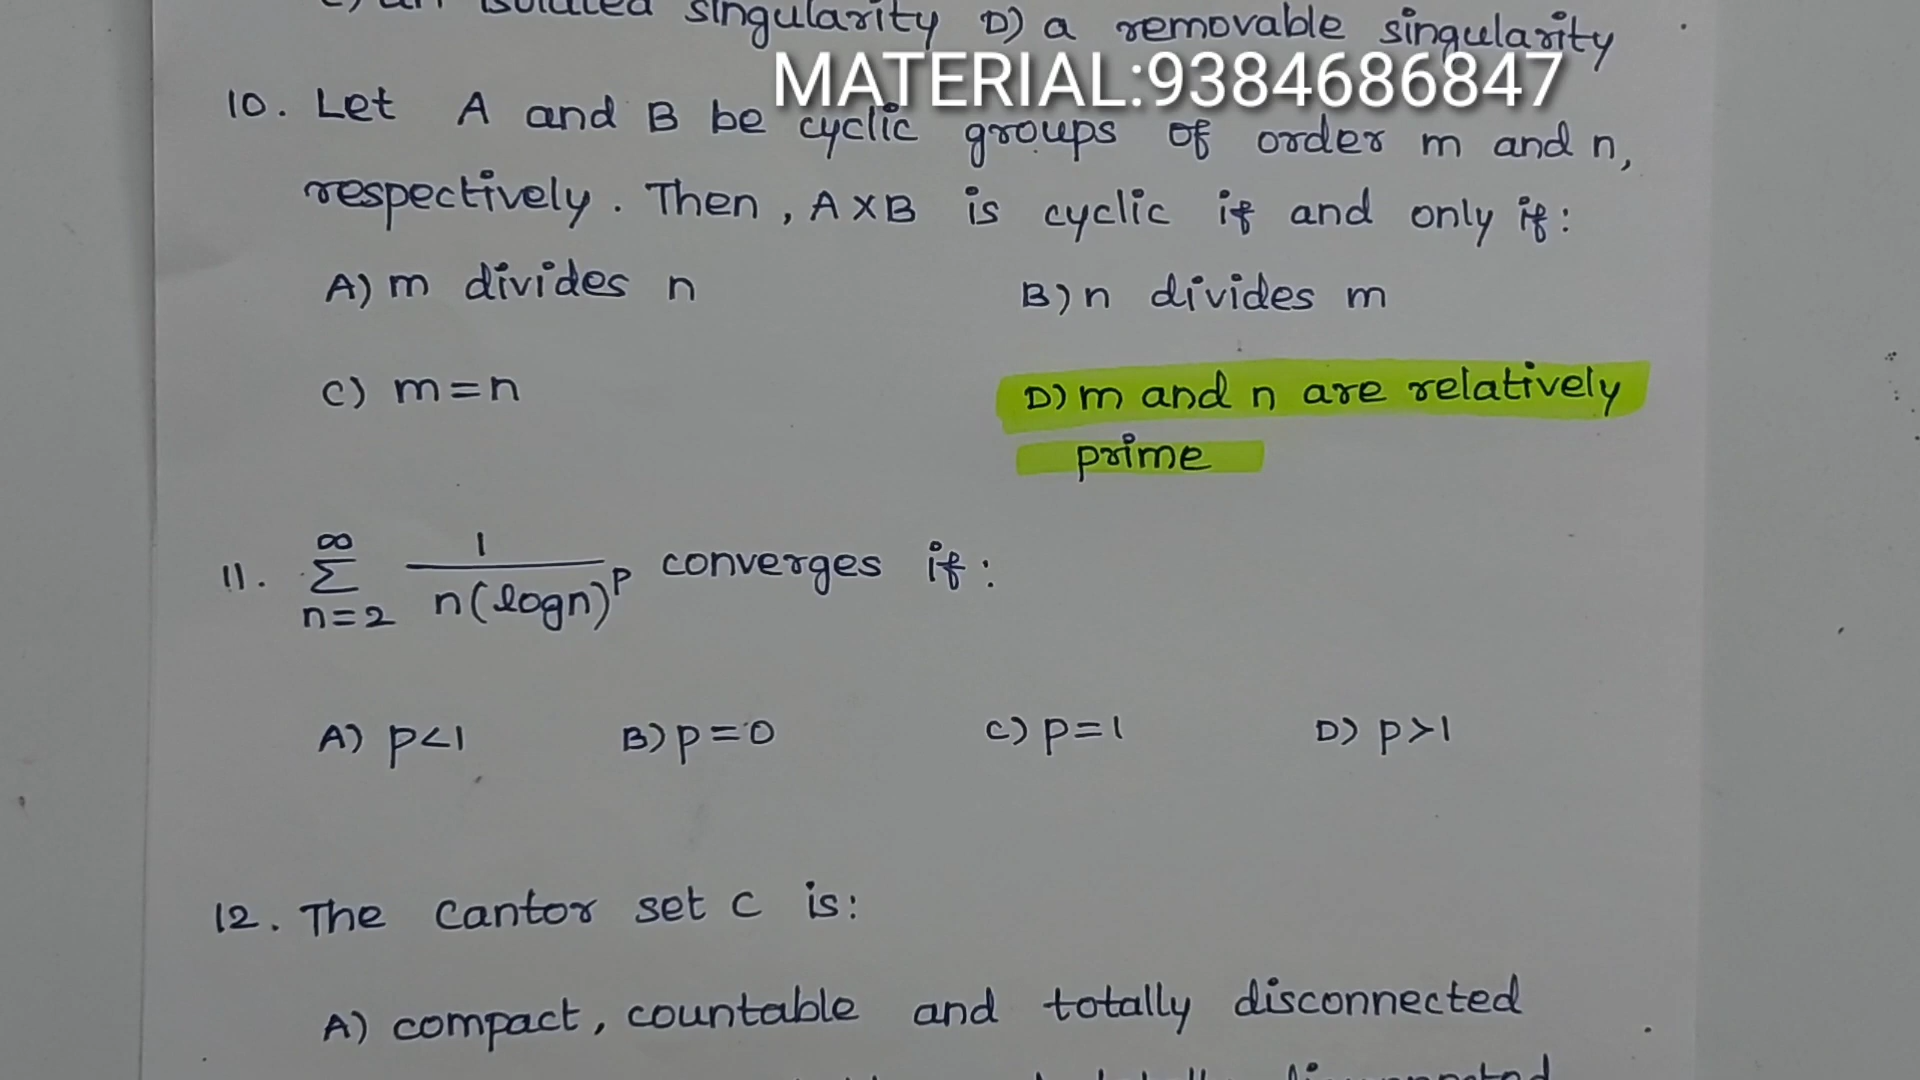 singularity D) a removable singularity
MATERIAL:9384686847
10. Let A and B be cyclic groups of order m and n,
respectively. Then, A×B is cyclic if and only if:
A) m divides n B) n divides m
C) m=n D) m and n are relatively
prime
11. ∞ Σ n=2 1/n(logn)^p converges if:
A) p<1 B) p=0 C) p=1 D) p>1
12. The Cantor set C is:
A) compact, countable and totally disconnected